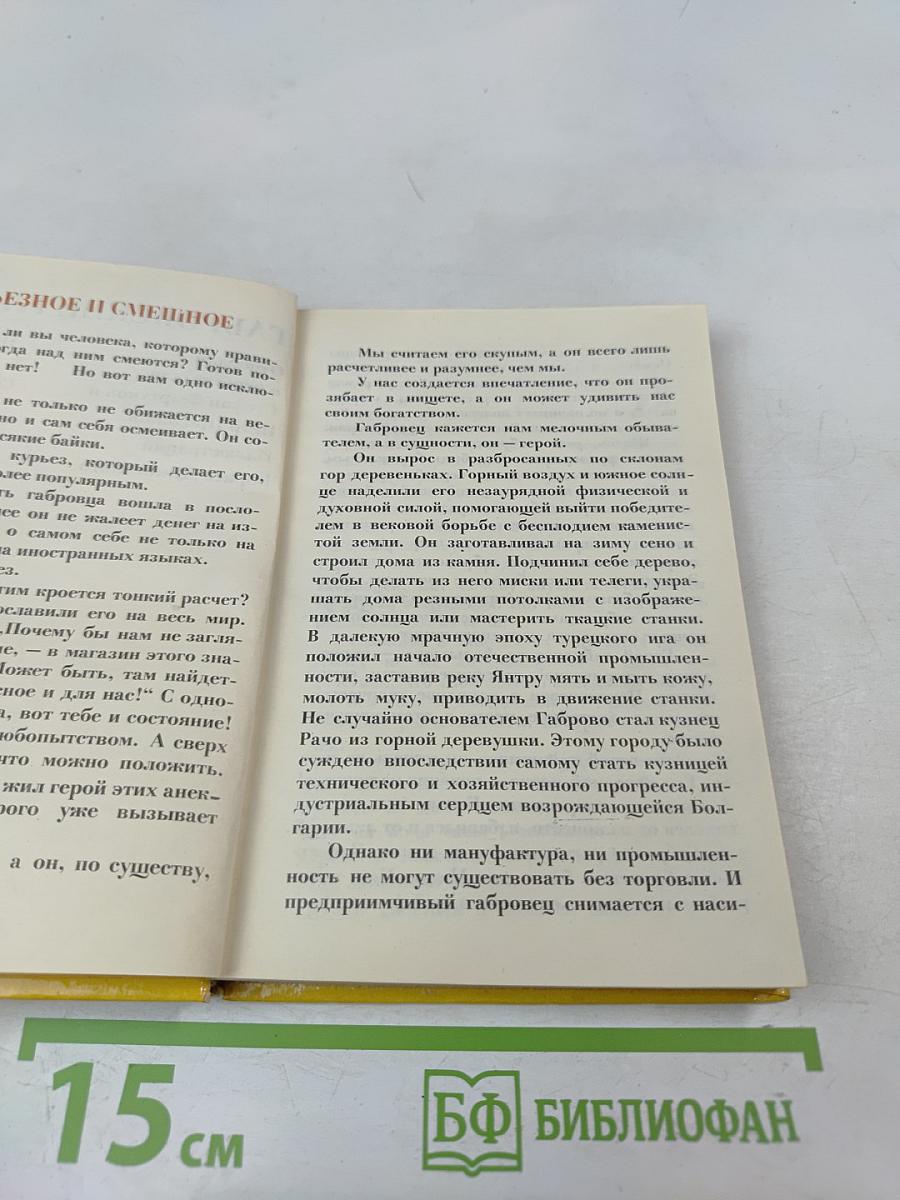 ЬЕЗНОЕ И СМЕШНОЕ
ли вы человека, которому нрави-
огда над ним смеются? Готов по-
нет! Но вот вам одно исклю-
не только не обижается на ве-
но и сам себя осмеивает. Он со-
сякие байки.
курьез, который делает его,
олее популярным.
ть габровца вошла в посло-
нее он не жалеет денег на из-
о самом себе не только на
на иностранных языках.
ез.
тим кроется тонкий расчет?
ославили его на весь мир.
„Почему бы нам не загля-
не, — в магазин этого зна-
Может быть, там найдет-
сное и для нас!“ С одно-
а, вот тебе и состояние!
юбопытством. А сверх
что можно положить.
жил герой этих анек-
рого уже вызывает
а он, по существу,
Мы считаем его скупым, а он всего лишь
расчетливее и разумнее, чем мы.
У нас создается впечатление, что он про-
зябает в нищете, а он может удивить нас
своим богатством.
Габровец кажется нам мелочным обыва-
телем, а в сущности, он — герой.
Он вырос в разбросанных по склонам
гор деревеньках. Горный воздух и южное солн-
це наделили его незаурядной физической и
духовной силой, помогающей выйти победите-
лем в вековой борьбе с бесплодием каменис-
той земли. Он заготавливал на зиму сено и
строил дома из камня. Подчинил себе дерево,
чтобы делать из него миски или телеги, укра-
шать дома резными потолками с изображе-
нием солнца или мастерить ткацкие станки.
В далекую мрачную эпоху турецкого ига он
положил начало отечественной промышлен-
ности, заставив реку Янтру мять и мыть кожу,
молоть муку, приводить в движение станки.
Не случайно основателем Габрово стал кузнец
Рачо из горной деревушки. Этому городу было
суждено впоследствии самому стать кузницей
технического и хозяйственного прогресса, ин-
дустриальным сердцем возрождающейся Бол-
гарии.
Однако ни мануфактура, ни промышлен-
ность не могут существовать без торговли. И
предприимчивый габровец снимается с наси-
15 см
БФ БИБЛИОФАН